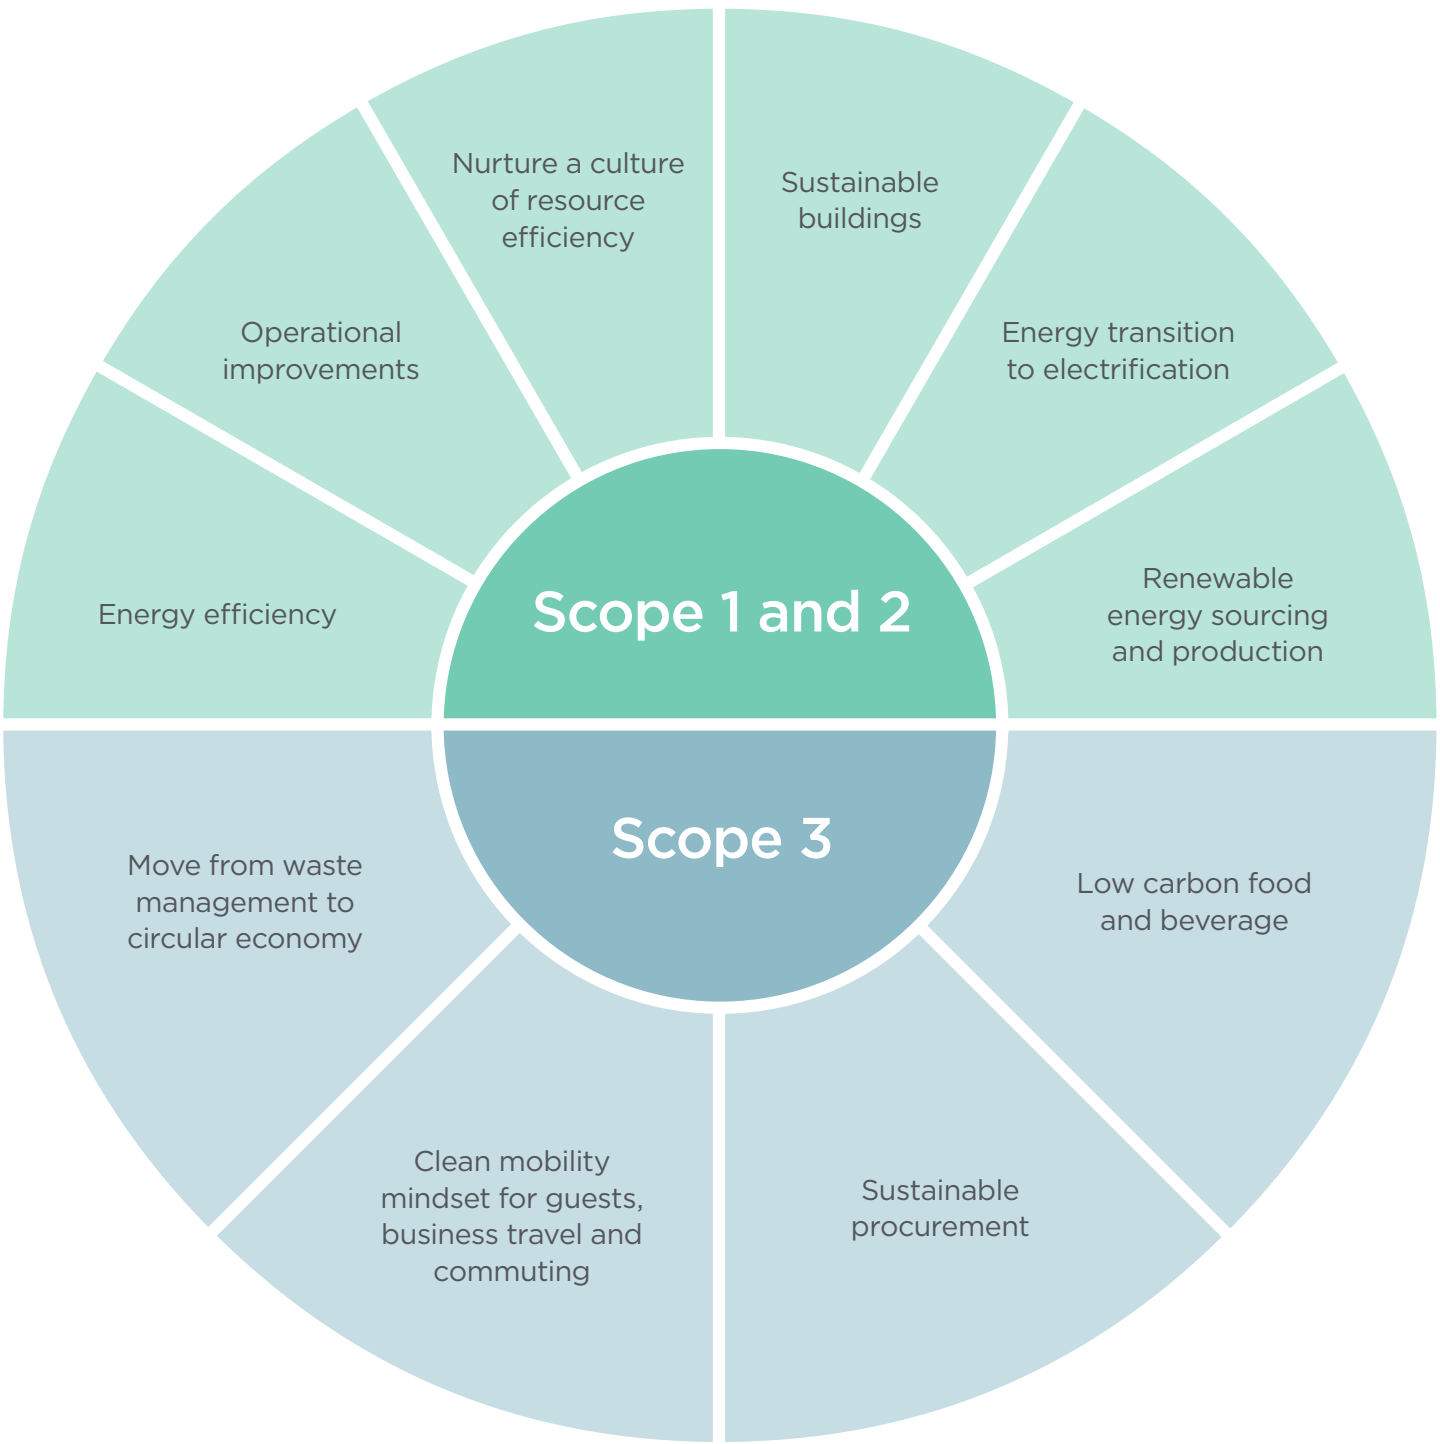 Nurture a culture
of resource
efficiency
Sustainable
buildings
Operational
improvements
Energy transition
to electrification
Energy efficiency
Renewable
energy sourcing
and production
Scope 1 and 2
Scope 3
Move from waste
management to
circular economy
Low carbon food
and beverage
Clean mobility
mindset for guests,
business travel and
commuting
Sustainable
procurement